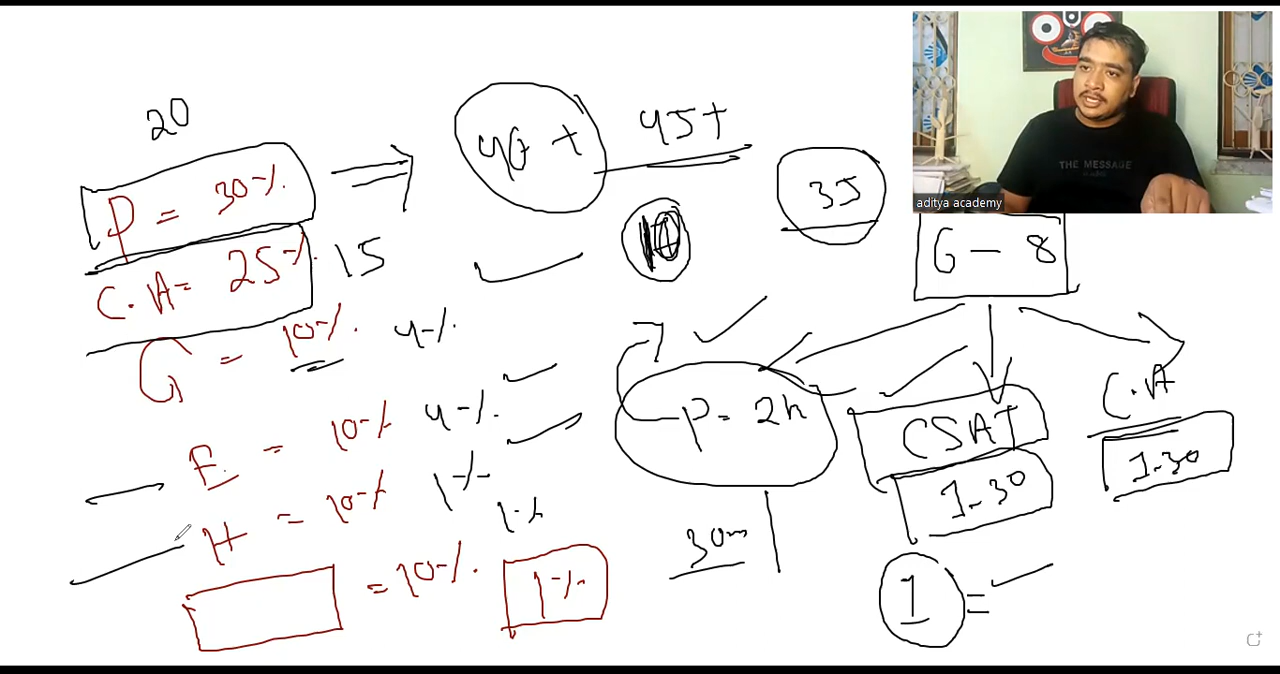 20
P = 30%
40+ 45+
35
C.A = 25% 15
10
G = 10% 4%
E = 10% 4%
H = 10% 1%
1%
= 10% 1%
THE MESSAGE
aditya academy
G - 8
P = 2h
CSAT
C.A
1-30
1-30
30m
1 =